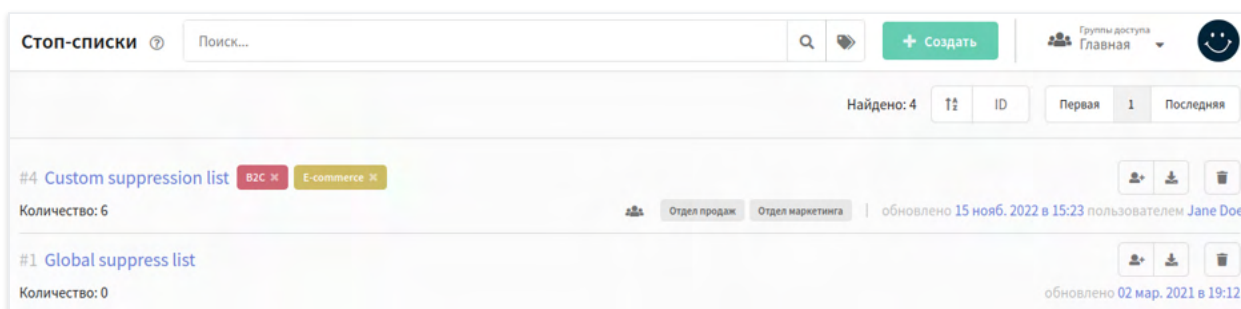 Стоп-списки ?
Поиск...
+ Создать
Группы доступа
Главная
Найдено: 4
ID
Первая 1 Последняя
#4 Custom suppression list B2C × E-commerce ×
Количество: 6
Отдел продаж Отдел маркетинга | обновлено 15 нояб. 2022 в 15:23 пользователем Jane Doe
#1 Global suppress list
Количество: 0
обновлено 02 мар. 2021 в 19:12